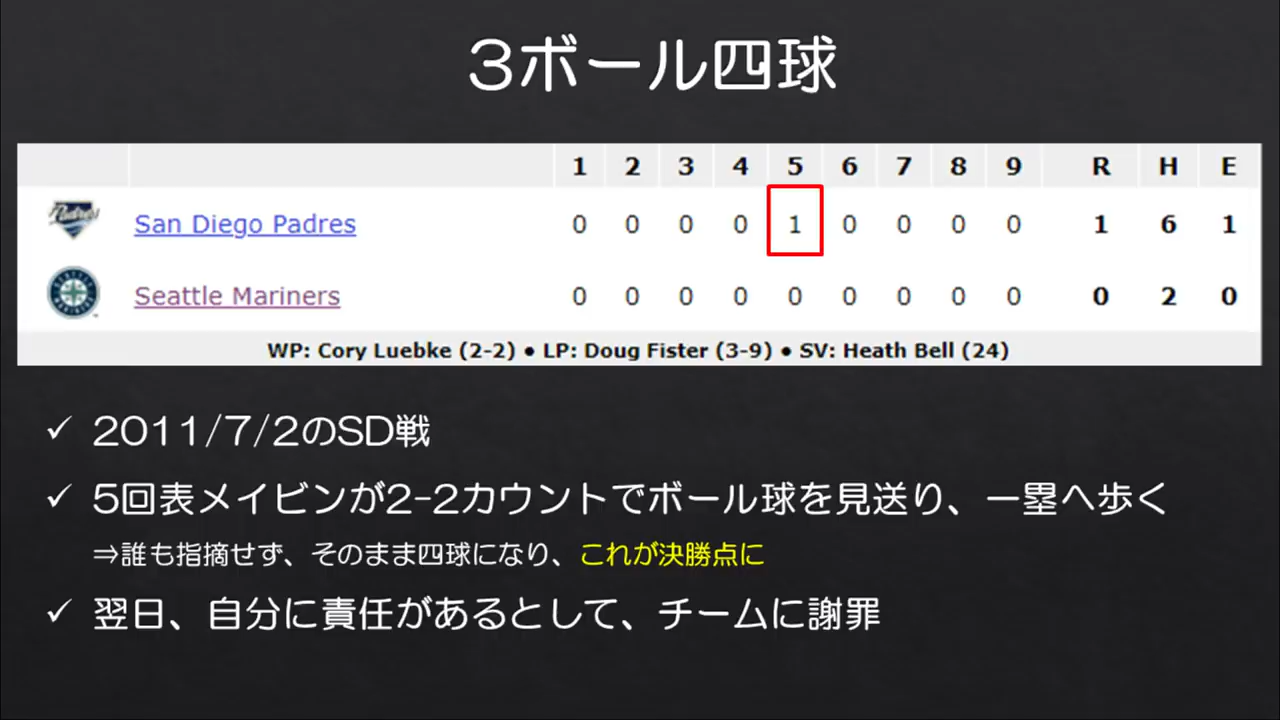 3ボール四球
1 2 3 4 5 6 7 8 9 R H E
Padres San Diego Padres 0 0 0 0 1 0 0 0 0 1 6 1
Seattle Mariners 0 0 0 0 0 0 0 0 0 0 2 0
WP: Cory Luebke (2-2) ● LP: Doug Fister (3-9) ● SV: Heath Bell (24)
✓ 2011/7/2のSD戦
✓ 5回表メイビンが2-2カウントでボール球を見送り、一塁へ歩く
⇒誰も指摘せず、そのまま四球になり、これが決勝点に
✓ 翌日、自分に責任があるとして、チームに謝罪